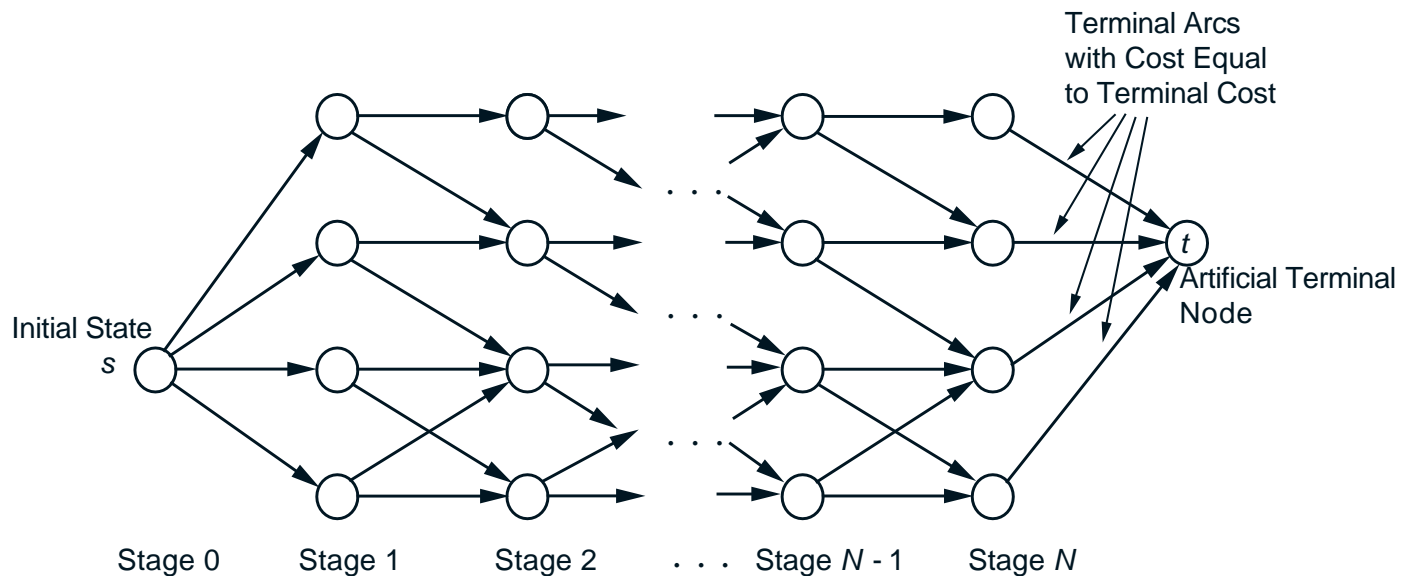 Terminal Arcs
with Cost Equal
to Terminal Cost
. . .
t
Artificial Terminal
Node
. . .
Initial State
s
. . .
Stage 0 Stage 1 Stage 2 . . . Stage N - 1 Stage N